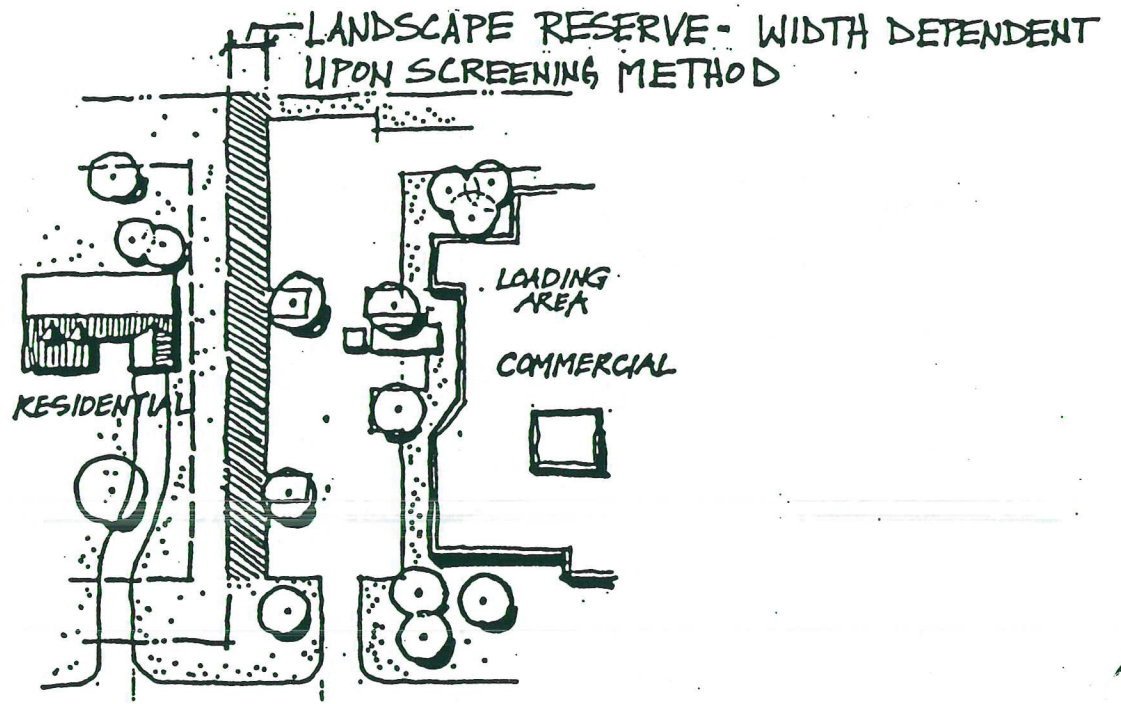 LANDSCAPE RESERVE - WIDTH DEPENDENT
UPON SCREENING METHOD
LOADING
AREA
COMMERCIAL
RESIDENTIAL